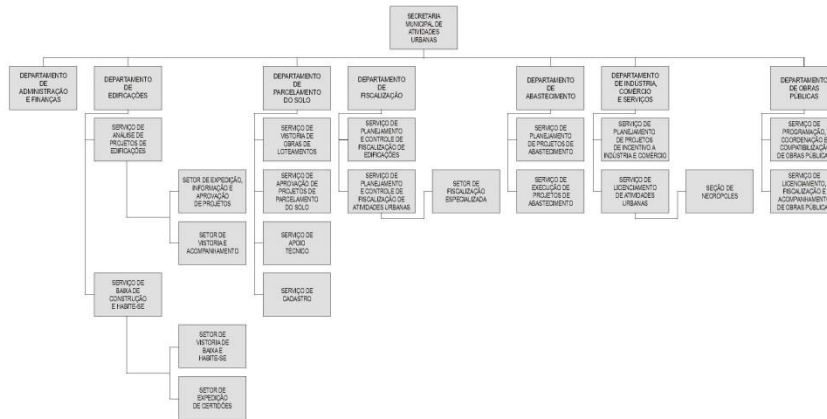 SECRETARIA
MUNICIPAL DE
ATIVIDADES
URBANAS
DEPARTAMENTO
DE
ADMINISTRAÇÃO
E FINANÇAS
DEPARTAMENTO
DE
EDIFICAÇÕES
SERVIÇO DE
ANÁLISE DE
PROJETOS DE
EDIFICAÇÕES
SETOR DE EXPEDIÇÃO,
INFORMAÇÃO E
APROVAÇÃO
DE PROJETOS
SETOR DE
VISTORIA E
ACOMPANHAMENTO
SERVIÇO DE
BAIXA DE
CONSTRUÇÃO
E HABITE-SE
SETOR DE
VISTORIA DE
BAIXA E
HABITE-SE
SETOR DE
EXPEDIÇÃO
DE CERTIDÕES
DEPARTAMENTO
DE
PARCELAMENTO
DO SOLO
SERVIÇO DE
VISTORIA DE
OBRAS DE
LOTEAMENTOS
SERVIÇO DE
APROVAÇÃO DE
PROJETOS DE
PARCELAMENTO
DO SOLO
SERVIÇO DE
APOIO
TÉCNICO
SERVIÇO DE
CADASTRO
DEPARTAMENTO
DE
FISCALIZAÇÃO
SERVIÇO DE
PLANEJAMENTO
E CONTROLE DE
FISCALIZAÇÃO DE
EDIFICAÇÕES
SERVIÇO DE
PLANEJAMENTO
E CONTROLE DE
FISCALIZAÇÃO DE
ATIVIDADES URBANAS
SETOR DE
FISCALIZAÇÃO
ESPECIALIZADA
DEPARTAMENTO
DE
ABASTECIMENTO
SERVIÇO DE
PLANEJAMENTO
DE PROJETOS DE
ABASTECIMENTO
SERVIÇO DE
EXECUÇÃO DE
PROJETOS DE
ABASTECIMENTO
DEPARTAMENTO
DE INDÚSTRIA,
COMÉRCIO
E SERVIÇOS
SERVIÇO DE
PLANEJAMENTO
DE PROJETOS
DE INCENTIVO A
INDÚSTRIA E COMÉRCIO
SERVIÇO DE
LICENCIAMENTO
DE ATIVIDADES
URBANAS
SEÇÃO DE
NECRÓPOLES
DEPARTAMENTO
DE OBRAS
PÚBLICAS
SERVIÇO DE
PROGRAMAÇÃO,
COORDENAÇÃO E
COMPATIBILIZAÇÃO
DE OBRAS PÚBLICA
SERVIÇO DE
LICENCIAMENTO,
FISCALIZAÇÃO E
ACOMPANHAMENTO
DE OBRAS PÚBLICA